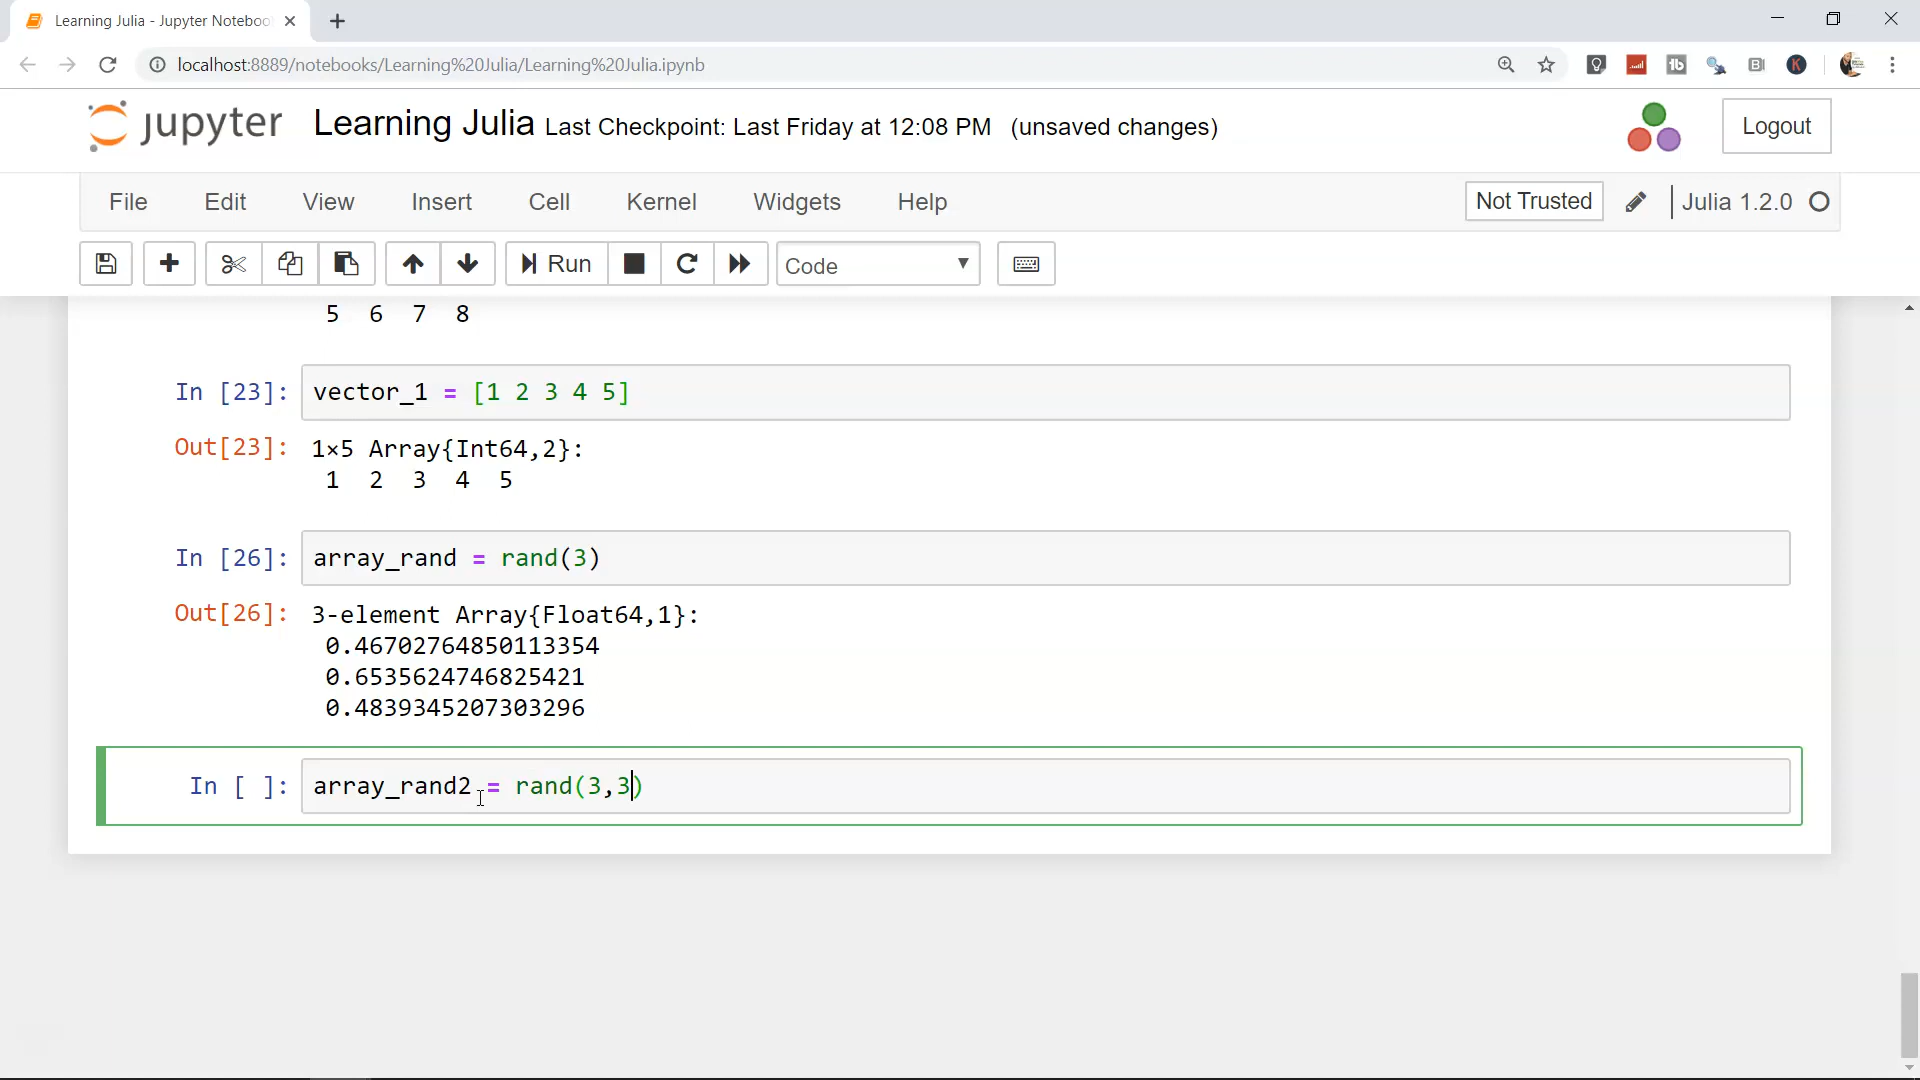 Learning Julia - Jupyter Noteboo
localhost:8889/notebooks/Learning%20Julia/Learning%20Julia.ipynb
jupyter Learning Julia Last Checkpoint: Last Friday at 12:08 PM (unsaved changes)
Logout
File Edit View Insert Cell Kernel Widgets Help
Not Trusted Julia 1.2.0
Run Code
5 6 7 8
In [23]: vector_1 = [1 2 3 4 5]
Out[23]: 1×5 Array{Int64,2}:
1 2 3 4 5
In [26]: array_rand = rand(3)
Out[26]: 3-element Array{Float64,1}:
0.46702764850113354
0.6535624746825421
0.4839345207303296
In [ ]: array_rand2 = rand(3,3)